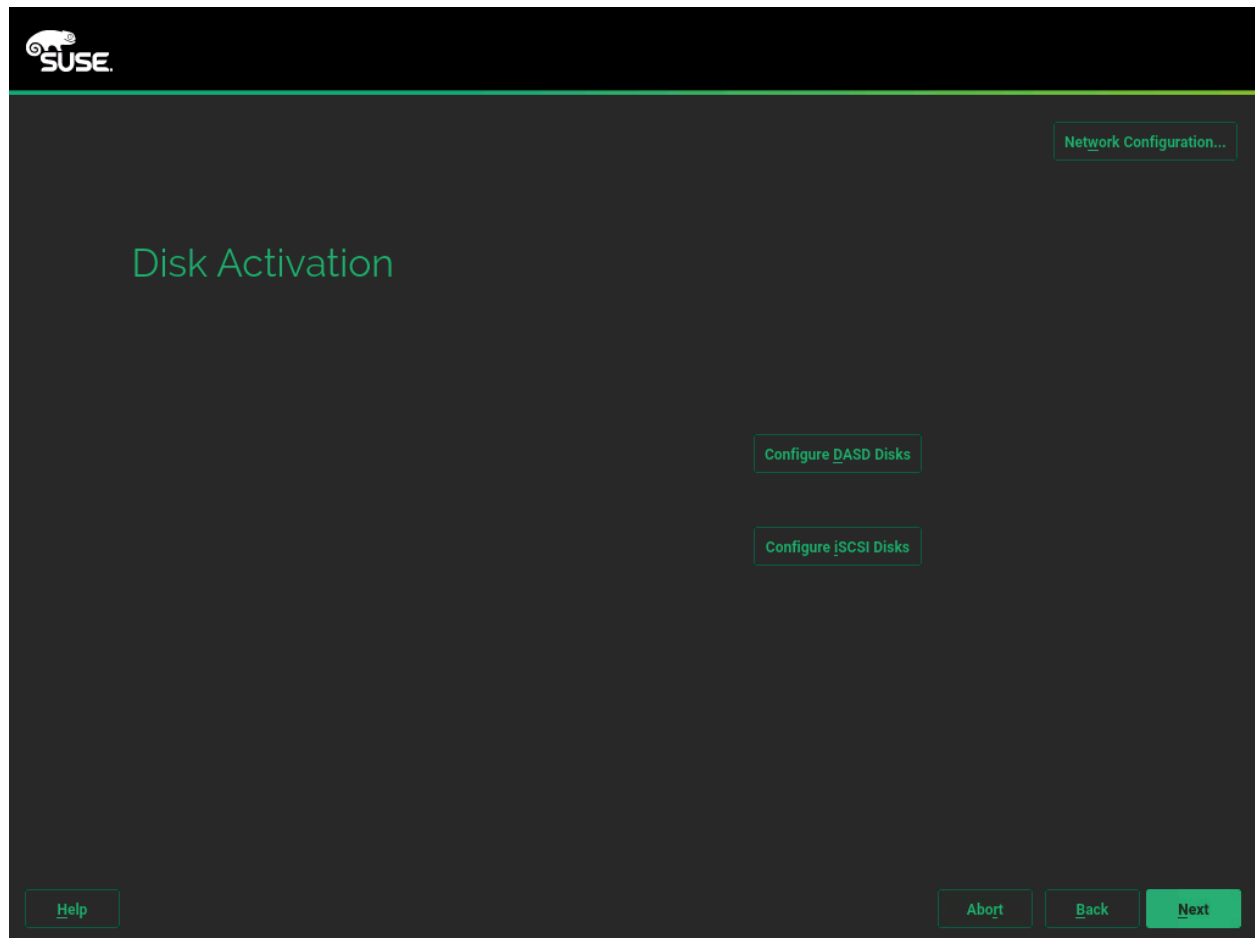 SUSE.
Network Configuration...
Disk Activation
Configure DASD Disks
Configure iSCSI Disks
Help
Abort
Back
Next